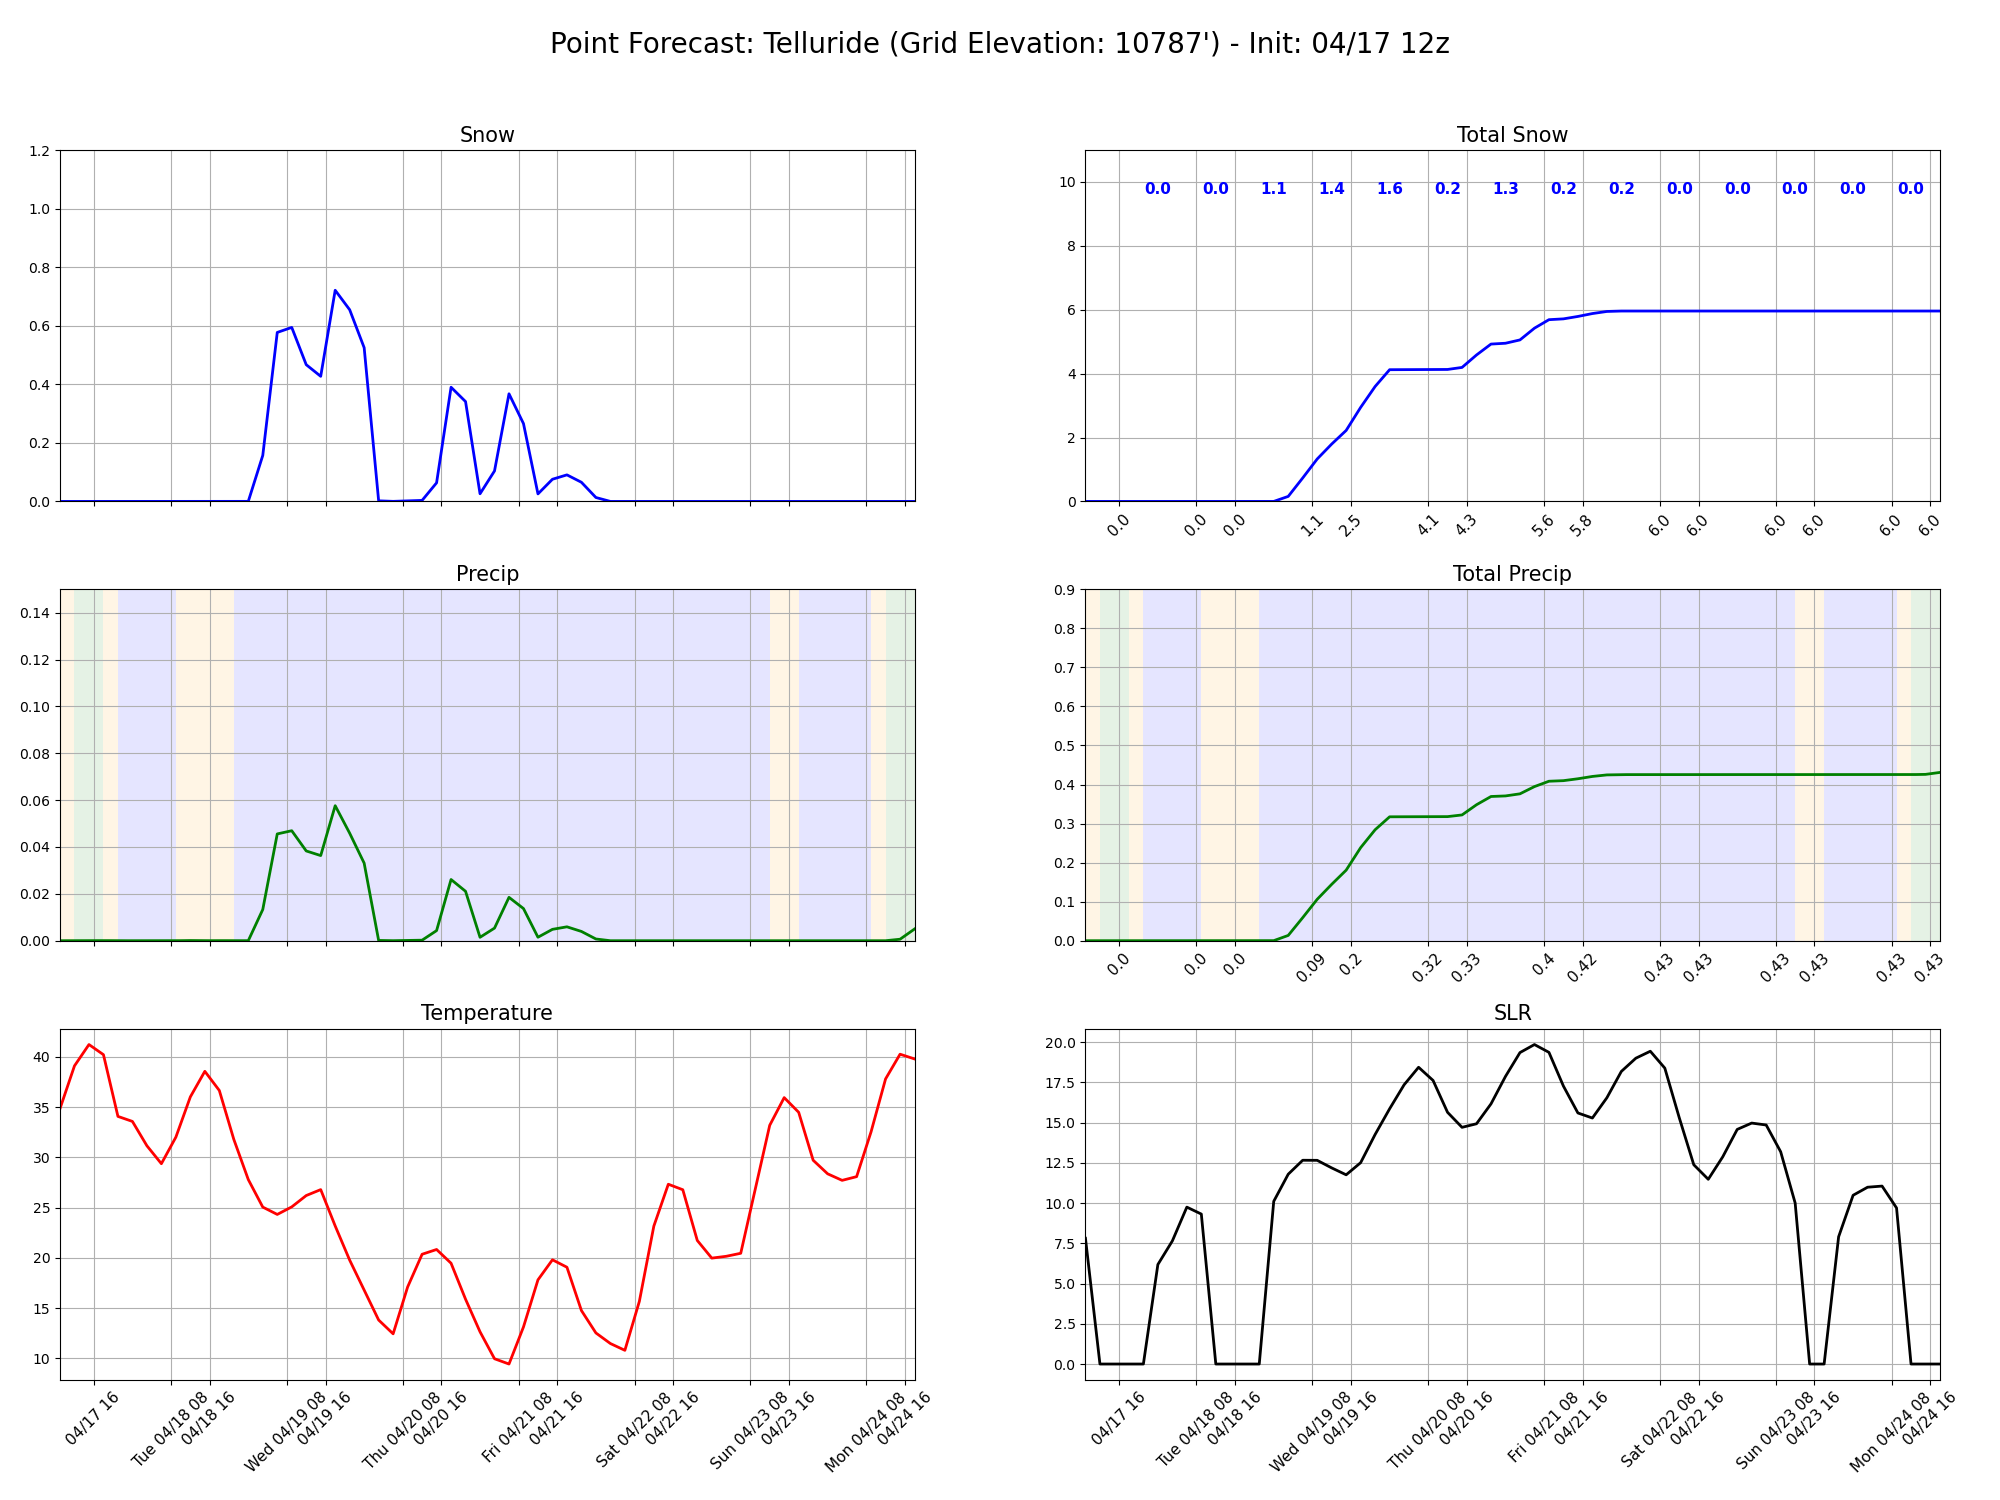 Point Forecast: Telluride (Grid Elevation: 10787') - Init: 04/17 12z
Snow
1.2
1.0
0.8
0.6
0.4
0.2
0.0
Total Snow
10
8
6
4
2
0
0.0 0.0 1.1 1.4 1.6 0.2 1.3 0.2 0.2 0.0 0.0 0.0 0.0 0.0
0.0 0.0 0.0 1.1 2.5 4.1 4.3 5.6 5.8 6.0 6.0 6.0 6.0 6.0 6.0
Precip
0.14
0.12
0.10
0.08
0.06
0.04
0.02
0.00
Total Precip
0.9
0.8
0.7
0.6
0.5
0.4
0.3
0.2
0.1
0.0
0.0 0.0 0.0 0.09 0.2 0.32 0.33 0.4 0.42 0.43 0.43 0.43 0.43 0.43 0.43
Temperature
40
35
30
25
20
15
10
04/17 16
Tue 04/18 08
04/18 16
Wed 04/19 08
04/19 16
Thu 04/20 08
04/20 16
Fri 04/21 08
04/21 16
Sat 04/22 08
04/22 16
Sun 04/23 08
04/23 16
Mon 04/24 08
04/24 16
SLR
20.0
17.5
15.0
12.5
10.0
7.5
5.0
2.5
0.0
04/17 16
Tue 04/18 08
04/18 16
Wed 04/19 08
04/19 16
Thu 04/20 08
04/20 16
Fri 04/21 08
04/21 16
Sat 04/22 08
04/22 16
Sun 04/23 08
04/23 16
Mon 04/24 08
04/24 16